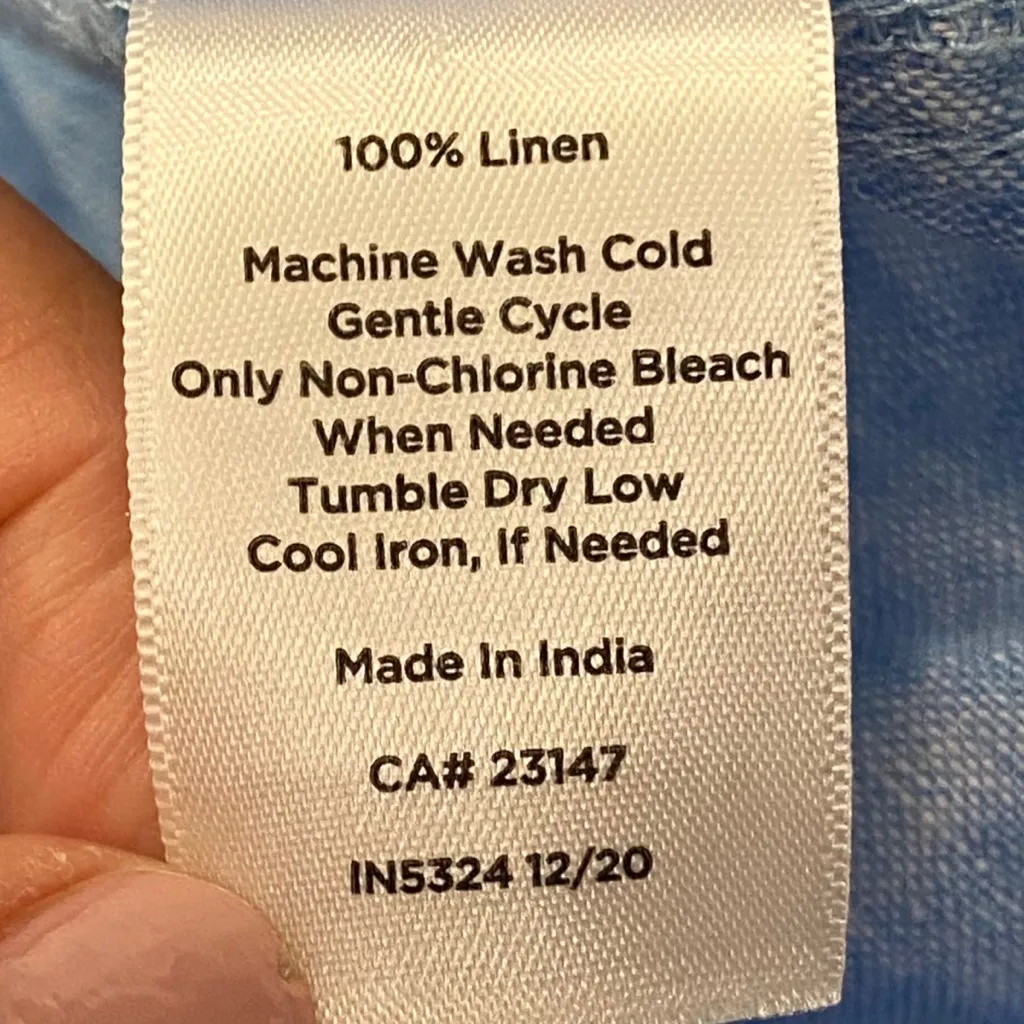 100% Linen
Machine Wash Cold
Gentle Cycle
Only Non-Chlorine Bleach
When Needed
Tumble Dry Low
Cool Iron, If Needed
Made In India
CA# 23147
IN5324 12/20